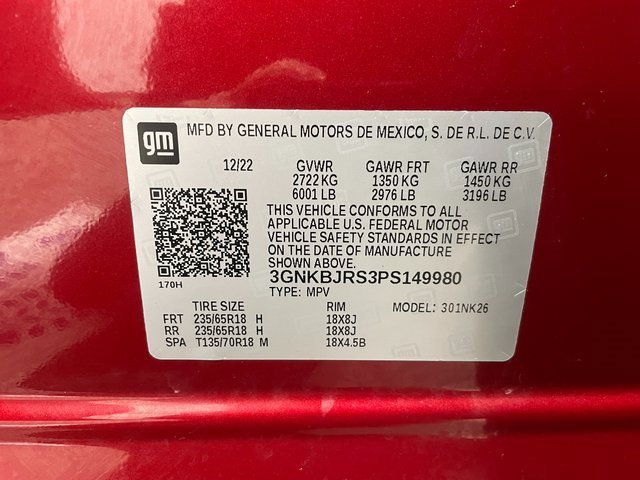 gm
MFD BY GENERAL MOTORS DE MEXICO, S. DE R.L. DE C.V.
12/22 GVWR GAWR FRT GAWR RR
2722 KG 1350 KG 1450 KG
6001 LB 2976 LB 3196 LB
THIS VEHICLE CONFORMS TO ALL
APPLICABLE U.S. FEDERAL MOTOR
VEHICLE SAFETY STANDARDS IN EFFECT
ON THE DATE OF MANUFACTURE
SHOWN ABOVE.
170H
3GNKBJRS3PS149980
TYPE: MPV MODEL: 301NK26
TIRE SIZE RIM
FRT 235/65R18 H 18X8J
RR 235/65R18 H 18X8J
SPA T135/70R18 M 18X4.5B